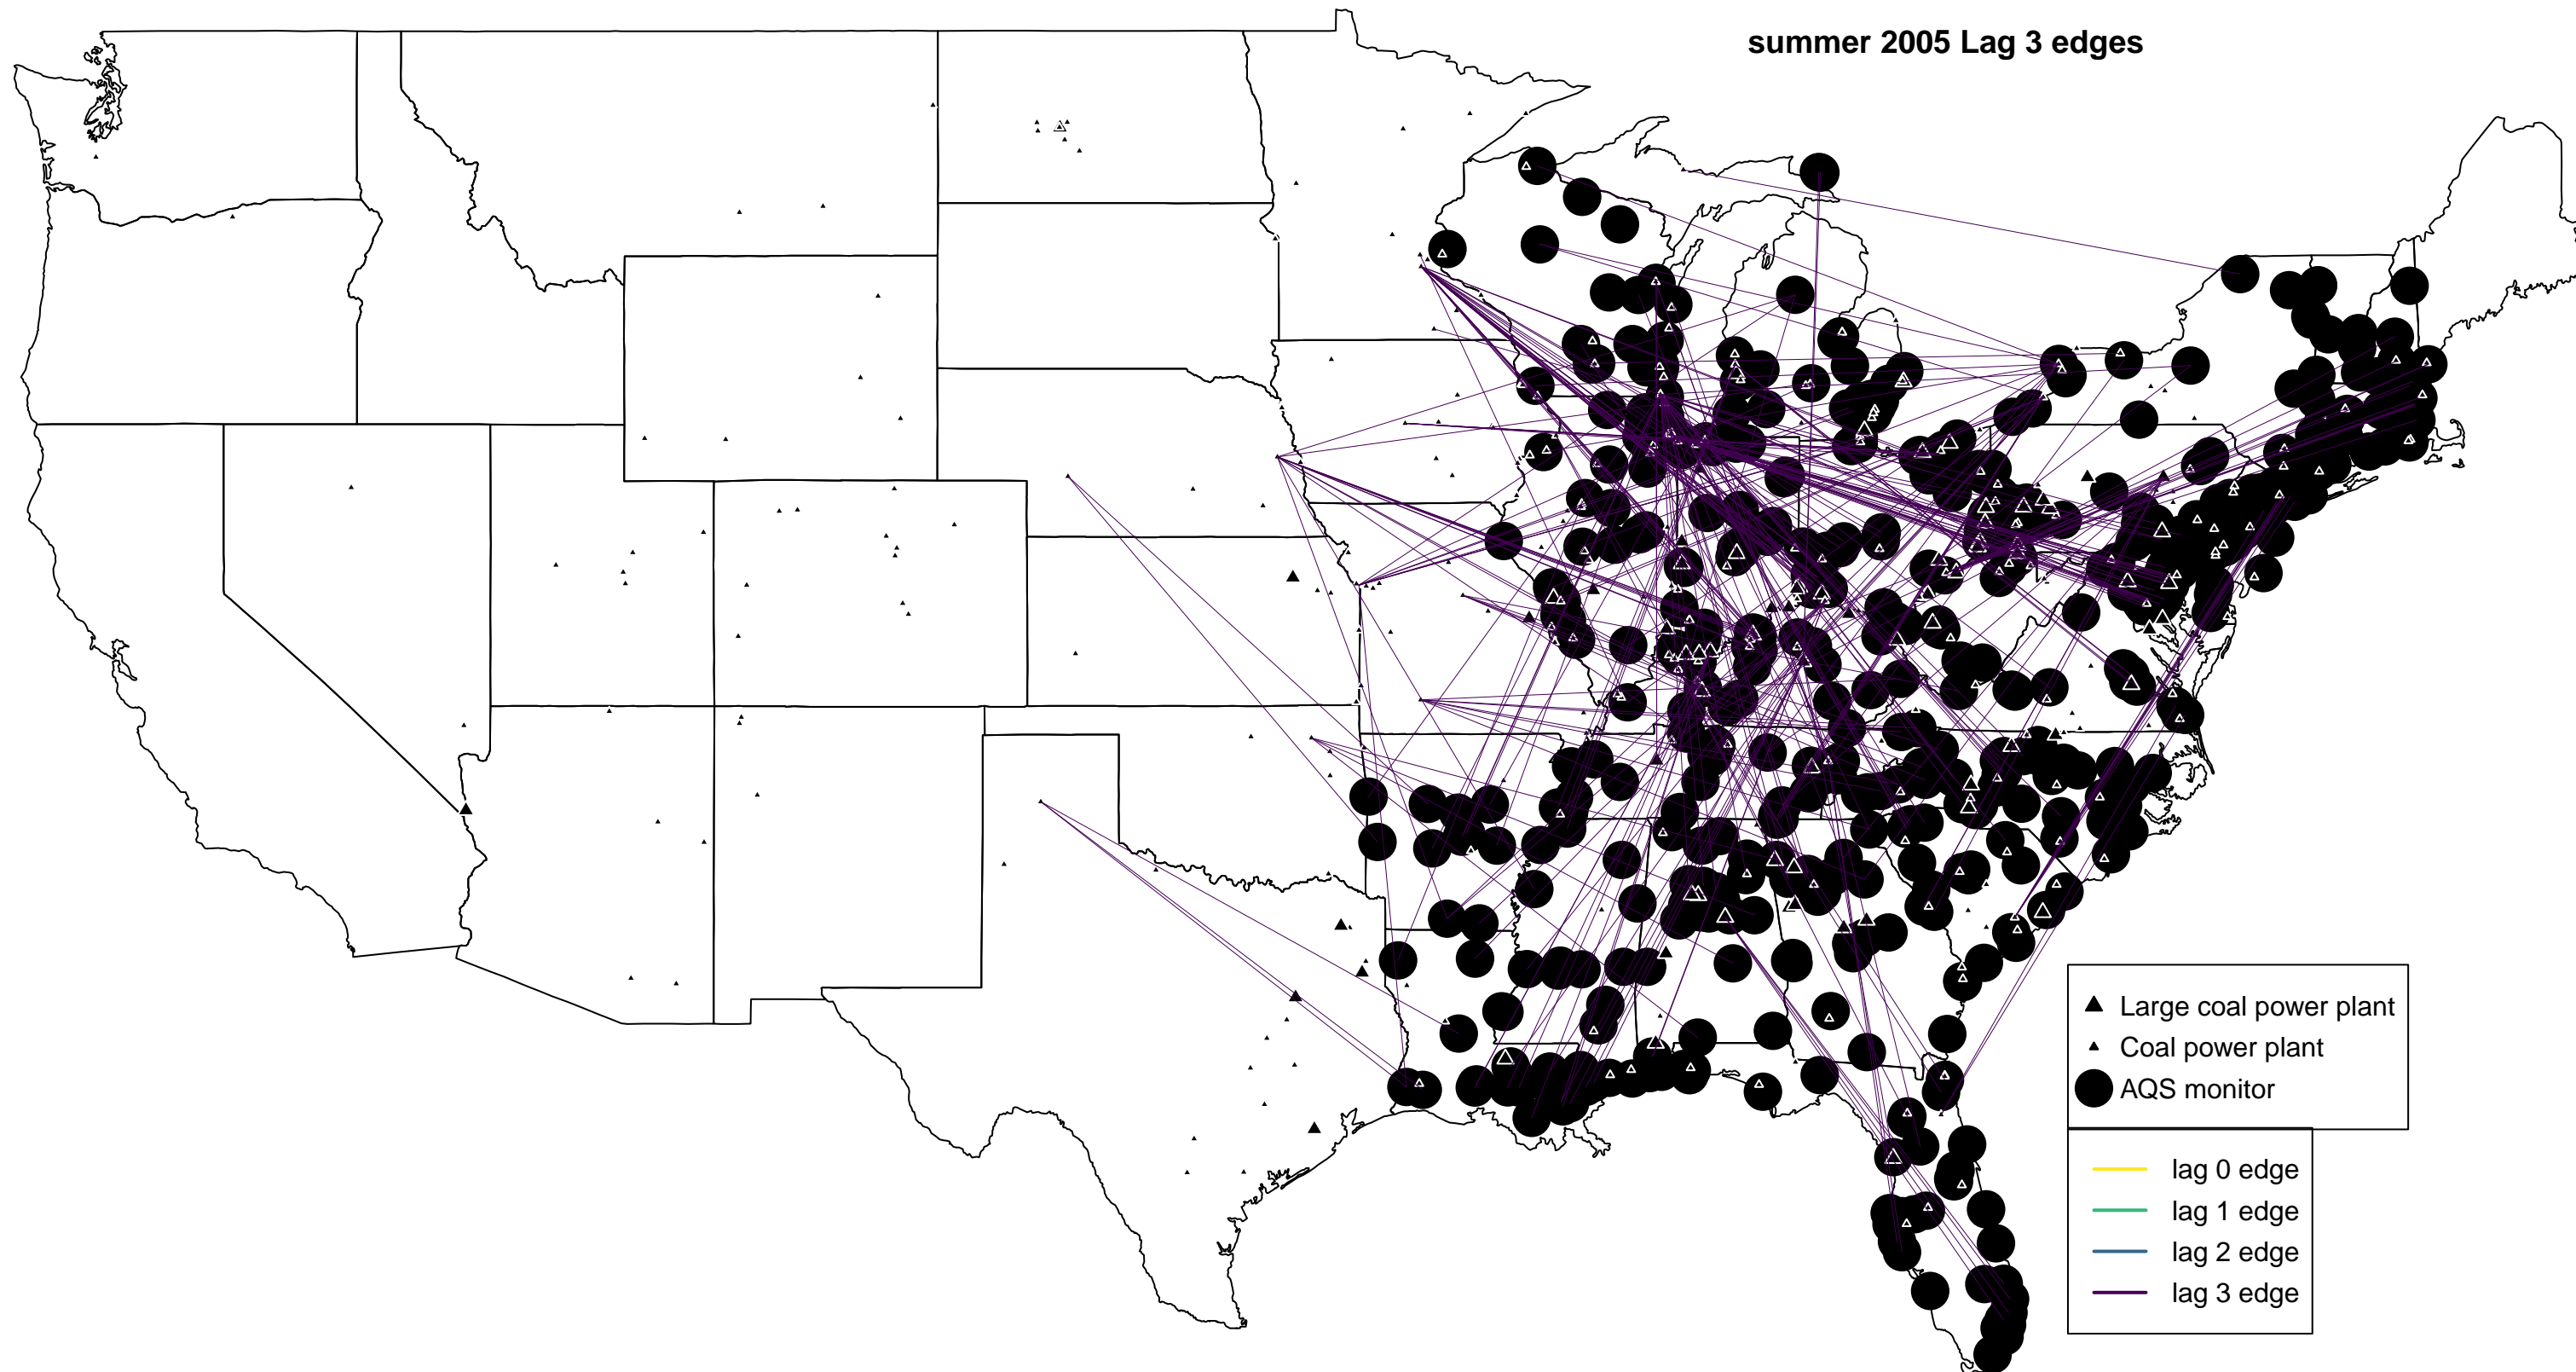 summer 2005 Lag 3 edges
Large coal power plant
Coal power plant
AQS monitor
lag 0 edge
lag 1 edge
lag 2 edge
lag 3 edge